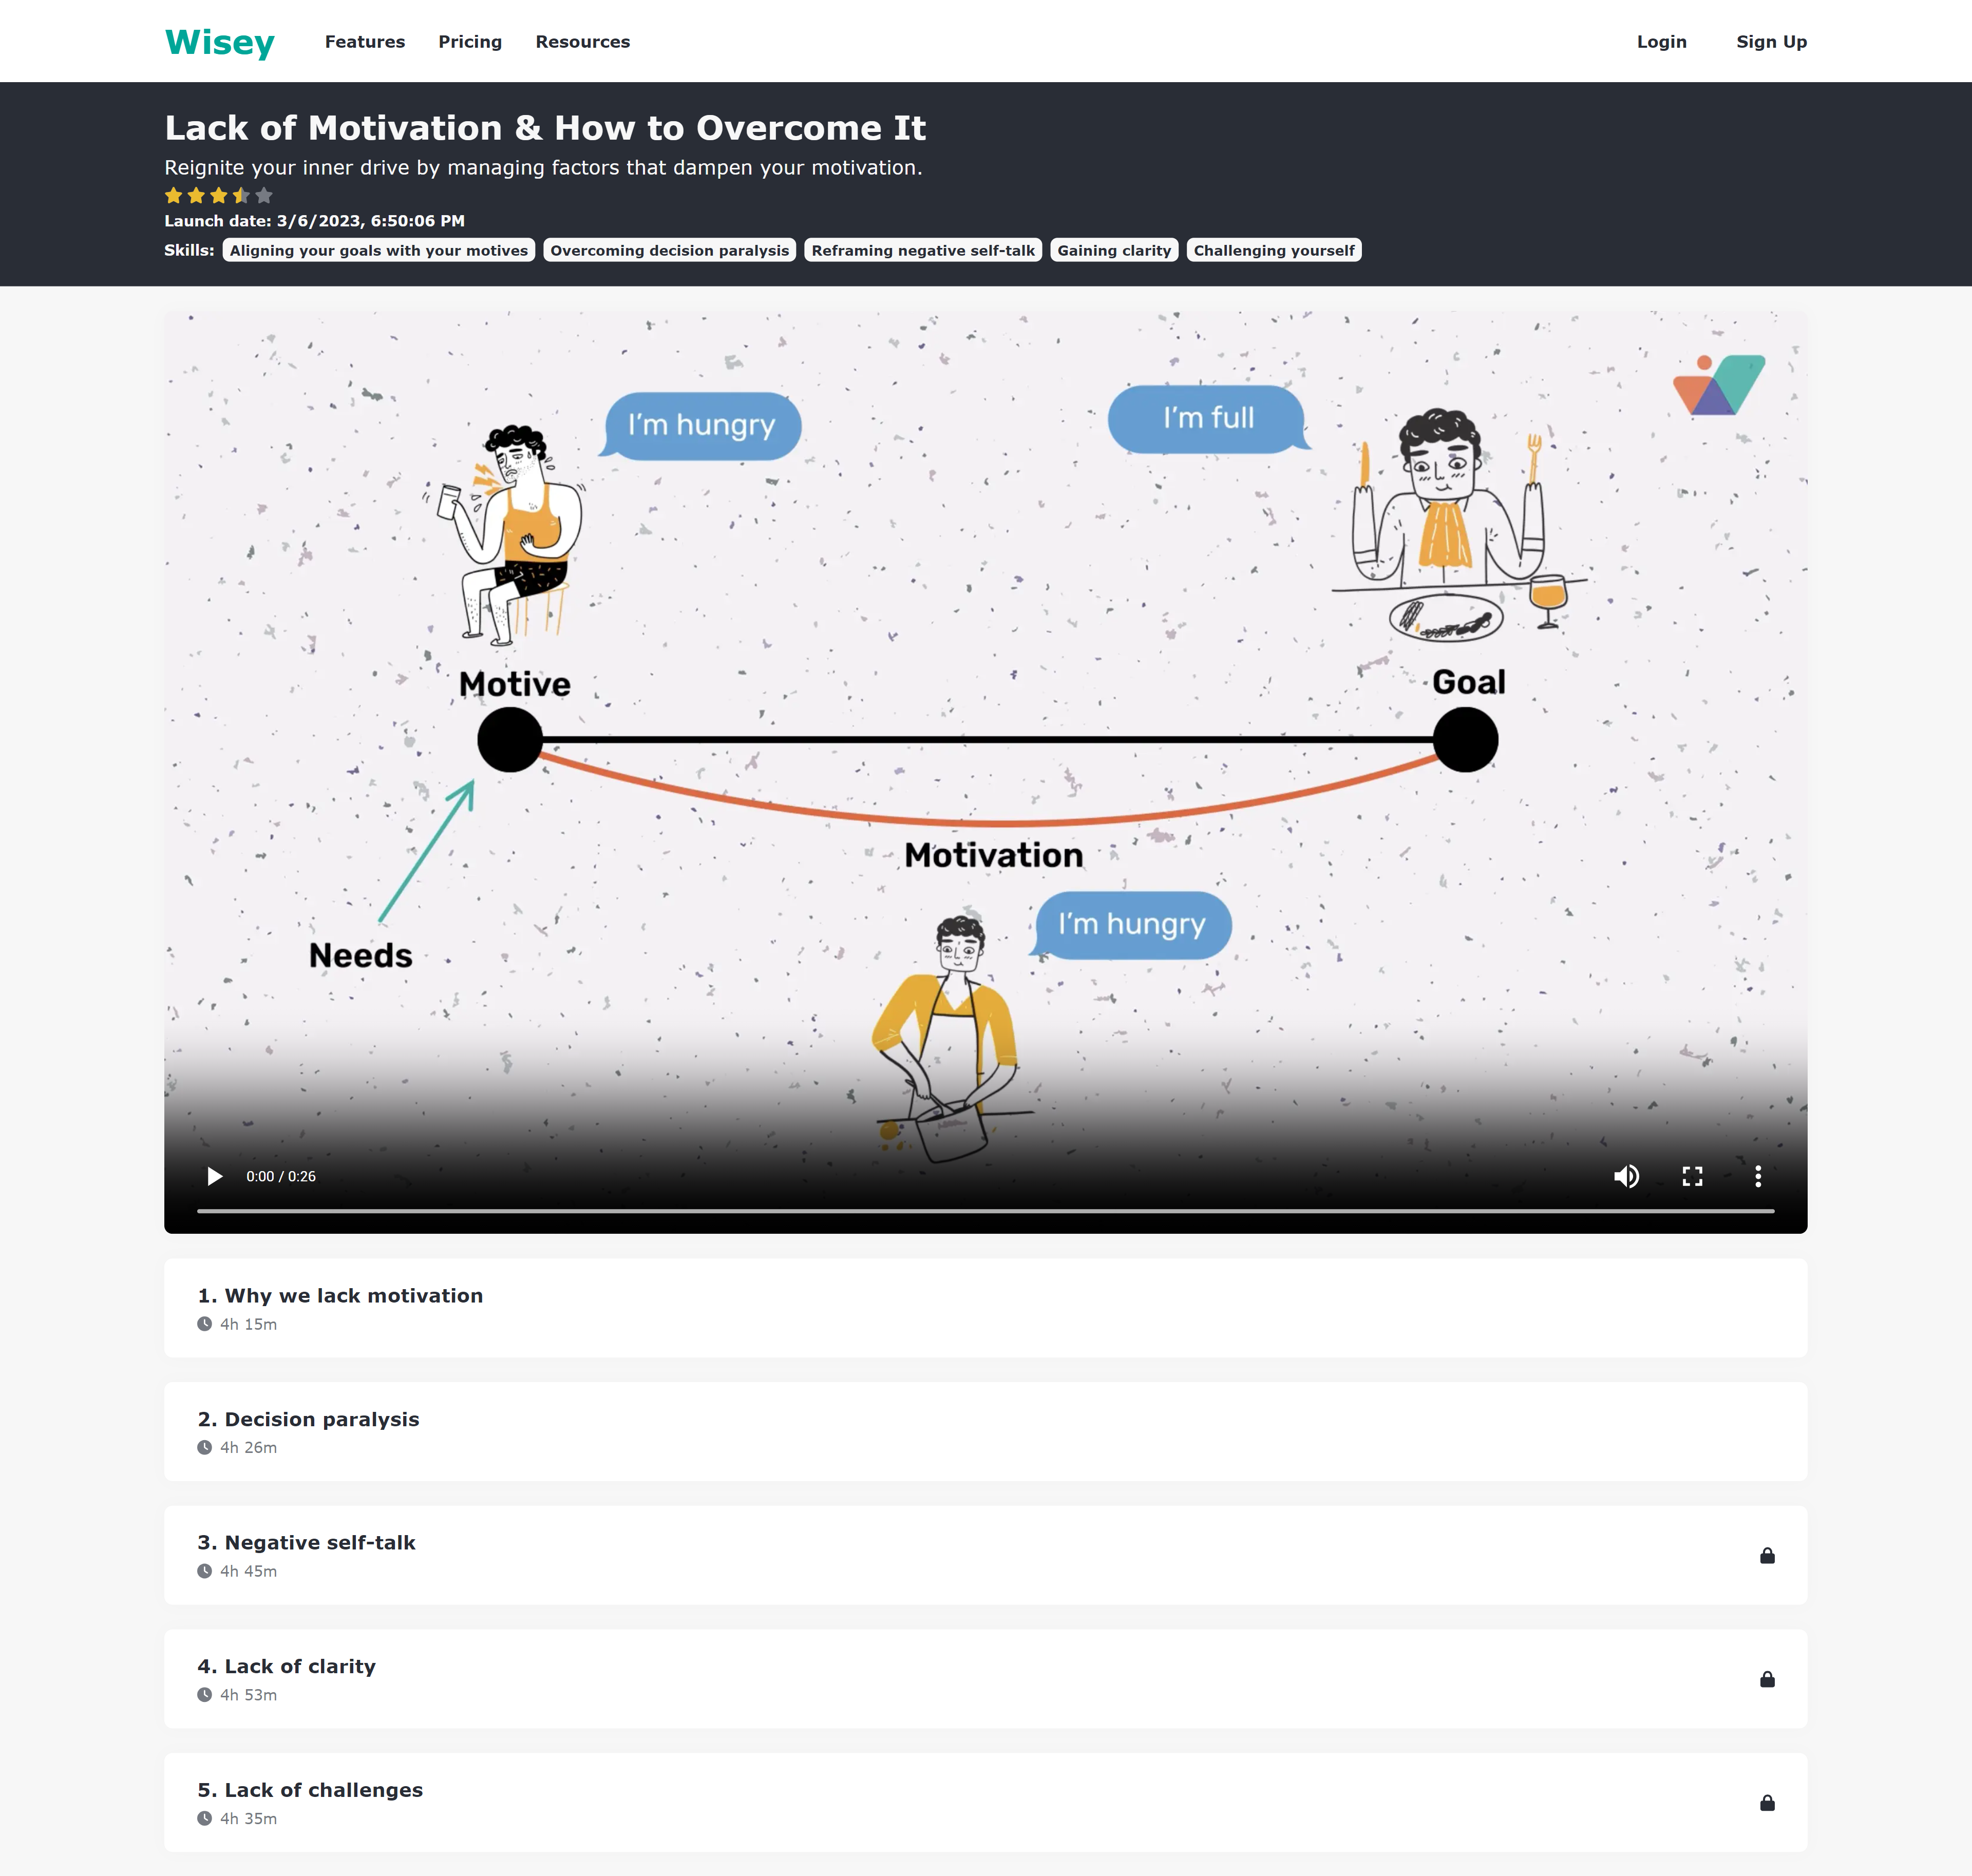 Wisey Features Pricing Resources Login Sign Up
Lack of Motivation & How to Overcome It
Reignite your inner drive by managing factors that dampen your motivation.
Launch date: 3/6/2023, 6:50:06 PM
Skills: Aligning your goals with your motives Overcoming decision paralysis Reframing negative self-talk Gaining clarity Challenging yourself
I'm hungry
I'm full
Motive
Goal
Motivation
I'm hungry
Needs
0:00 / 0:26
1. Why we lack motivation
4h 15m
2. Decision paralysis
4h 26m
3. Negative self-talk
4h 45m
4. Lack of clarity
4h 53m
5. Lack of challenges
4h 35m